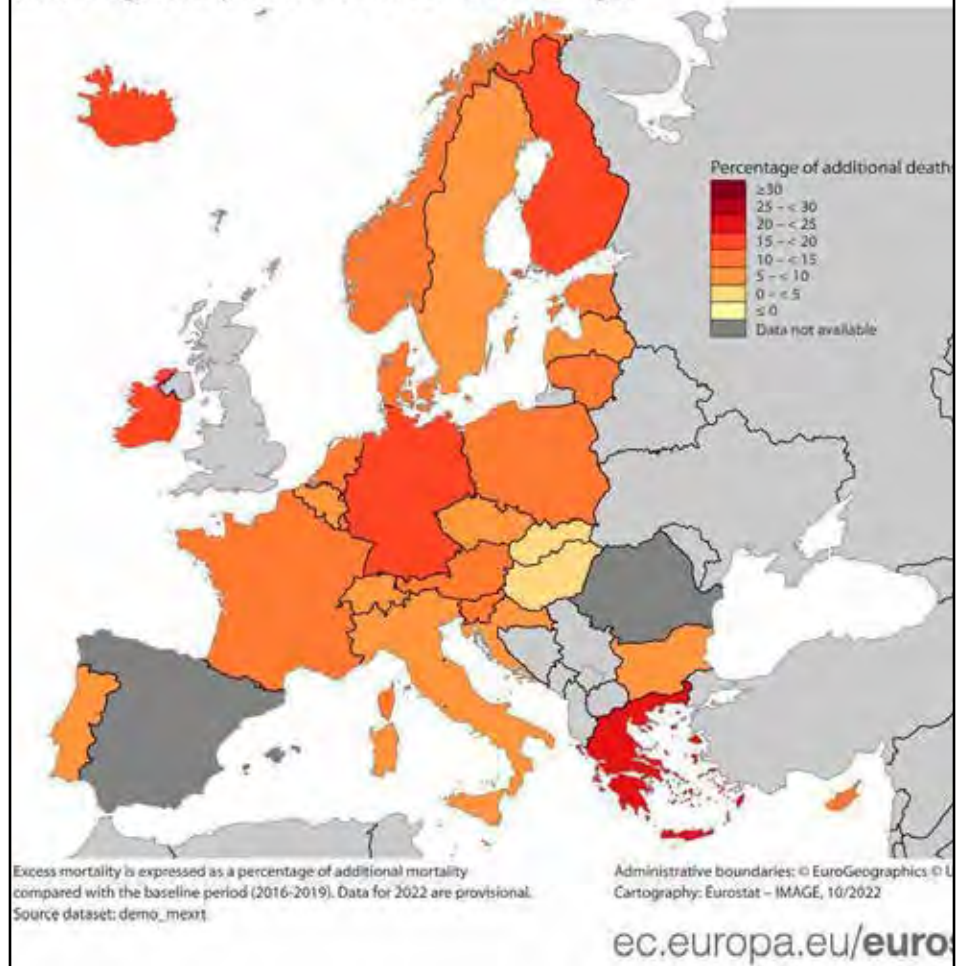 Percentage of additional death
≥30
25 – < 30
20 – < 25
15 – < 20
10 – < 15
5 – < 10
0 – < 5
≤ 0
Data not available
Excess mortality is expressed as a percentage of additional mortality
compared with the baseline period (2016-2019). Data for 2022 are provisional.
Source dataset: demo_mexrt
Administrative boundaries: © EuroGeographics ©
Cartography: Eurostat – IMAGE, 10/2022
ec.europa.eu/euros